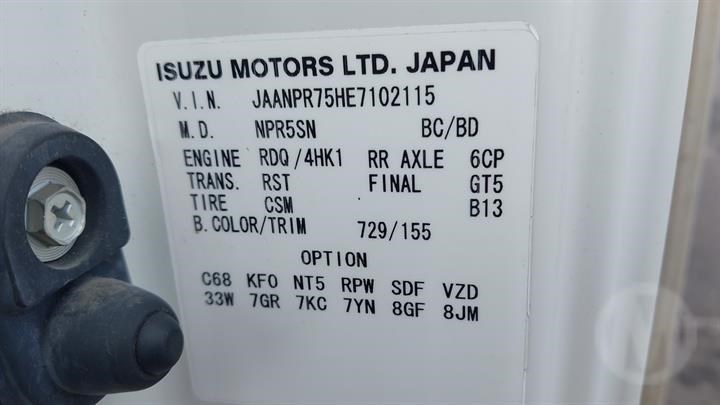 ISUZU MOTORS LTD. JAPAN
V.I.N. JAANPR75HE7102115
M.D. NPR5SN BC/BD
ENGINE RDQ/4HK1 RR AXLE 6CP
TRANS. RST FINAL GT5
TIRE CSM B13
B.COLOR/TRIM 729/155
OPTION
C68 KFO NT5 RPW SDF VZD
33W 7GR 7KC 7YN 8GF 8JM